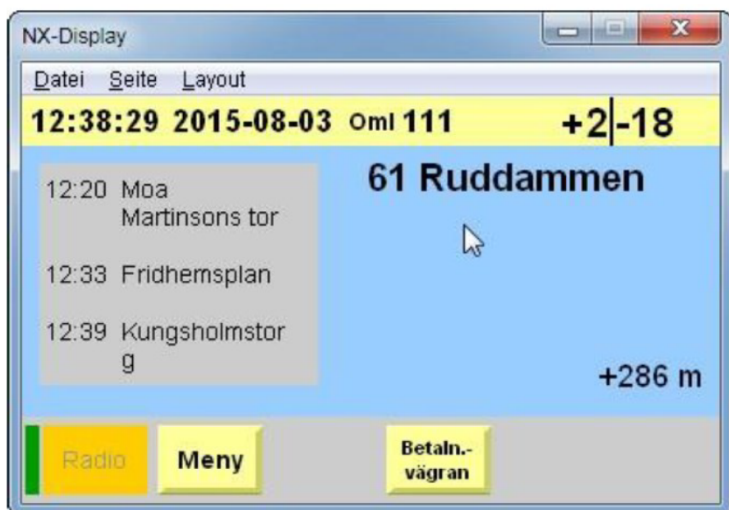 NX-Display
Datei Seite Layout
12:38:29 2015-08-03 Oml 111 +2|-18
61 Ruddammen
12:20 Moa
Martinsons tor
12:33 Fridhemsplan
12:39 Kungsholmstor
g
+286 m
Radio Meny Betaln.-
vägran